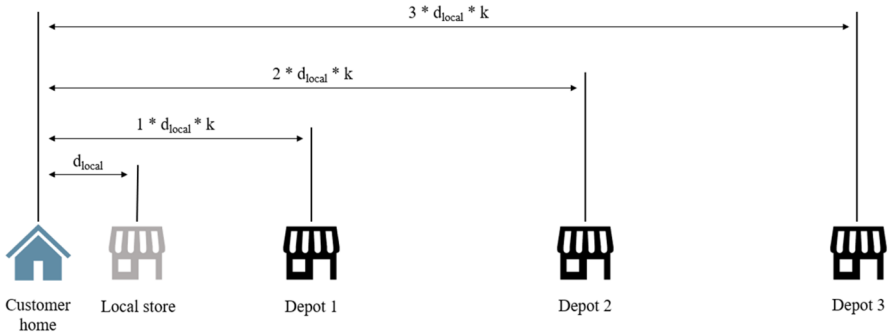 3 * dlocal * k
2 * dlocal * k
1 * dlocal * k
dlocal
Customer
home
Local store
Depot 1
Depot 2
Depot 3